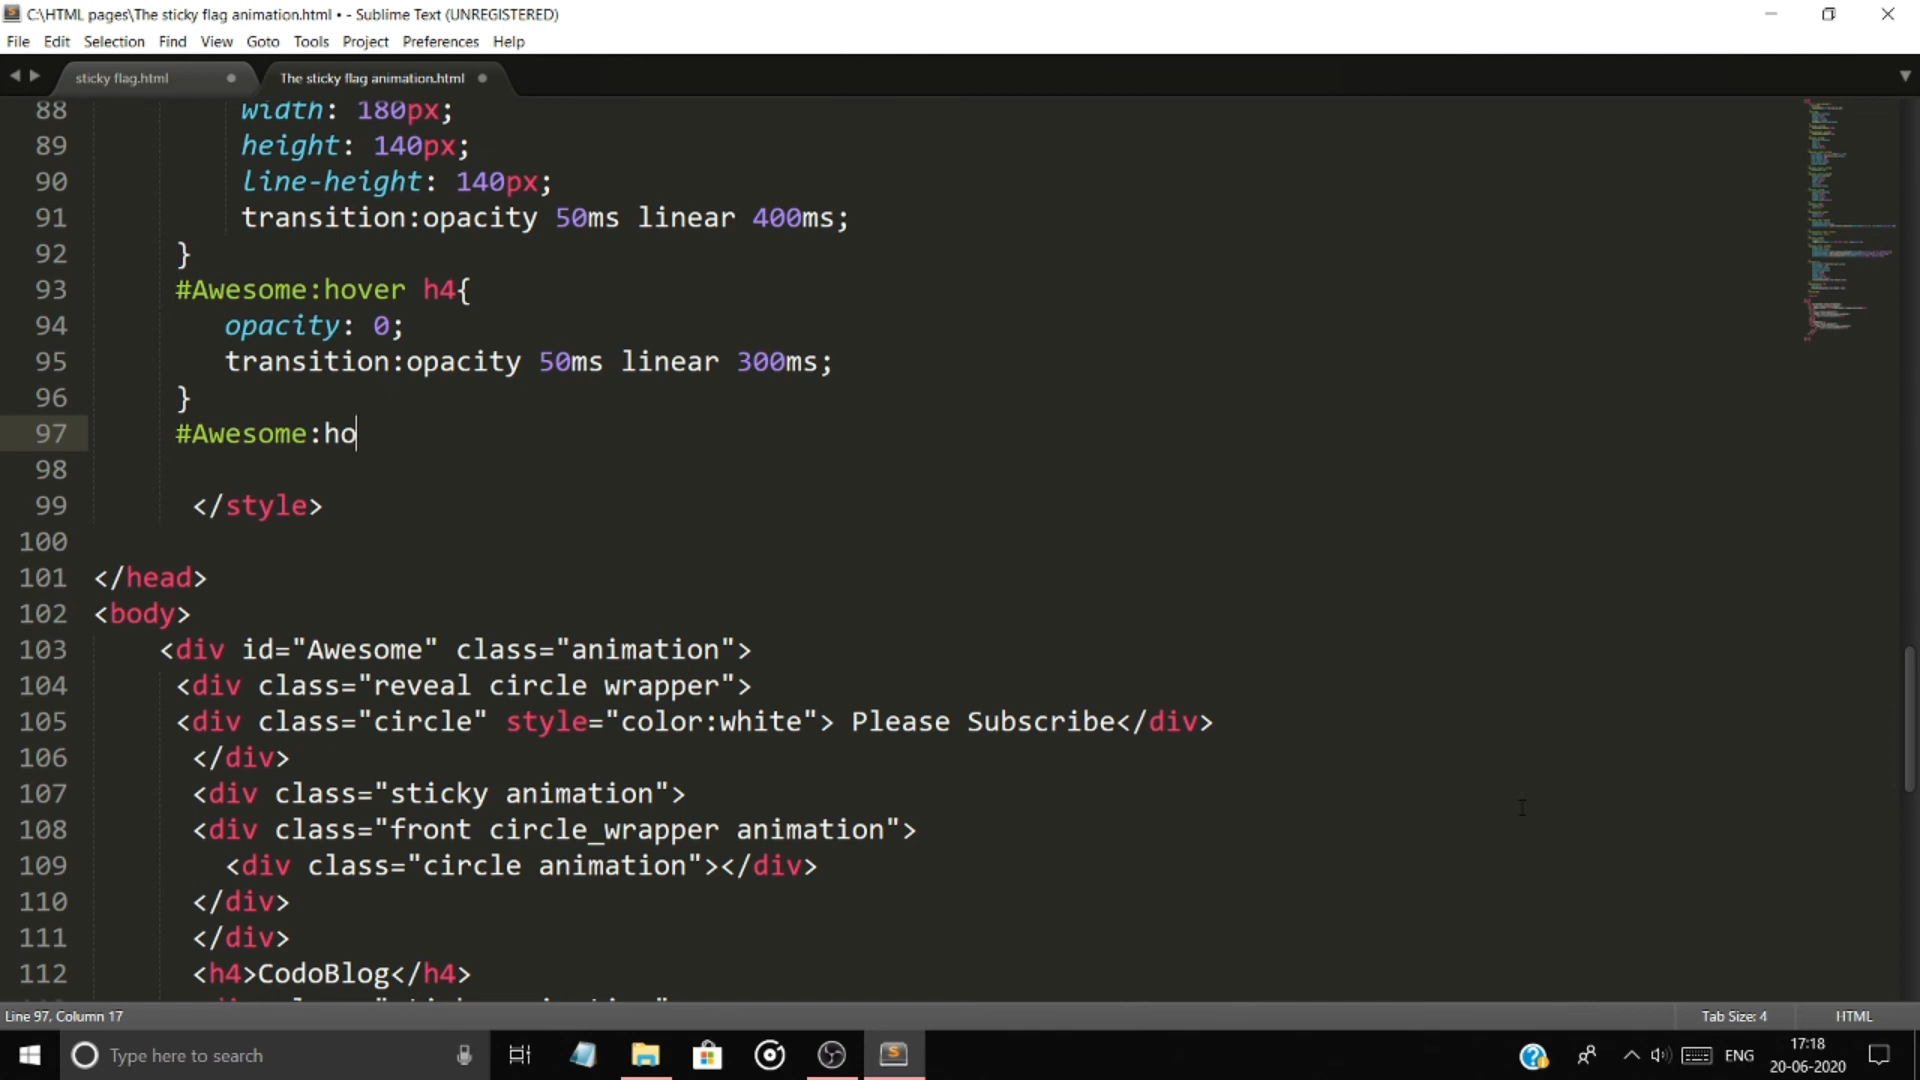 C:\HTML pages\The sticky flag animation.html • - Sublime Text (UNREGISTERED)
File Edit Selection Find View Goto Tools Project Preferences Help
sticky flag.html The sticky flag animation.html
88 width: 180px;
89 height: 140px;
90 line-height: 140px;
91 transition:opacity 50ms linear 400ms;
92 }
93 #Awesome:hover h4{
94 opacity: 0;
95 transition:opacity 50ms linear 300ms;
96 }
97 #Awesome:ho
98
99 </style>
100
101 </head>
102 <body>
103 <div id="Awesome" class="animation">
104 <div class="reveal circle wrapper">
105 <div class="circle" style="color:white"> Please Subscribe</div>
106 </div>
107 <div class="sticky animation">
108 <div class="front circle_wrapper animation">
109 <div class="circle animation"></div>
110 </div>
111 </div>
112 <h4>CodoBlog</h4>
Line 97, Column 17 Tab Size: 4 HTML
Type here to search ENG 17:18
20-06-2020